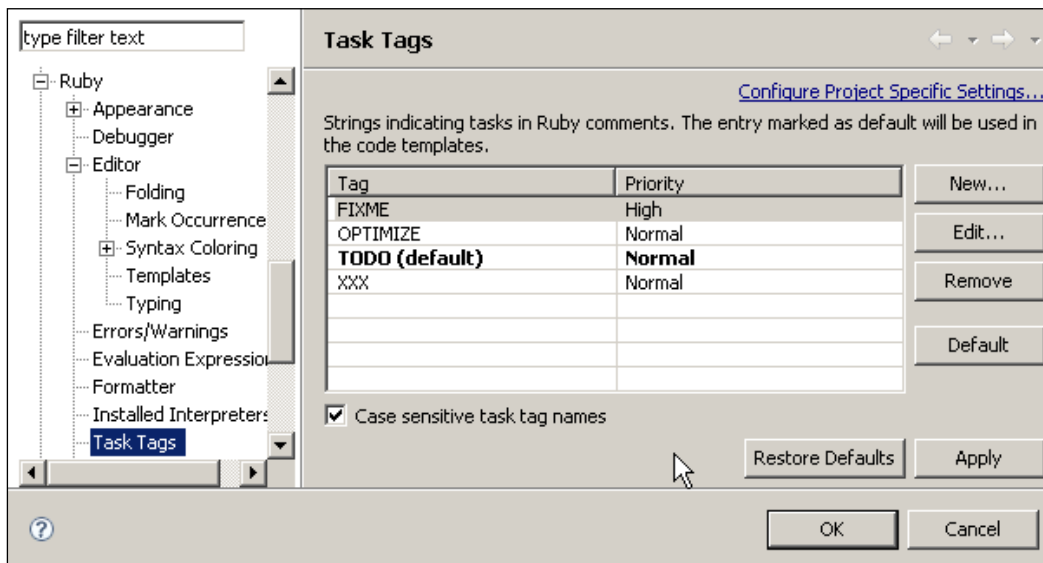 type filter text
Ruby
Appearance
Debugger
Editor
Folding
Mark Occurrence
Syntax Coloring
Templates
Typing
Errors/Warnings
Evaluation Expression
Formatter
Installed Interpreters
Task Tags
Task Tags
Configure Project Specific Settings...
Strings indicating tasks in Ruby comments. The entry marked as default will be used in
the code templates.
Tag Priority
FIXME High
OPTIMIZE Normal
TODO (default) Normal
XXX Normal
New...
Edit...
Remove
Default
Case sensitive task tag names
Restore Defaults Apply
OK Cancel